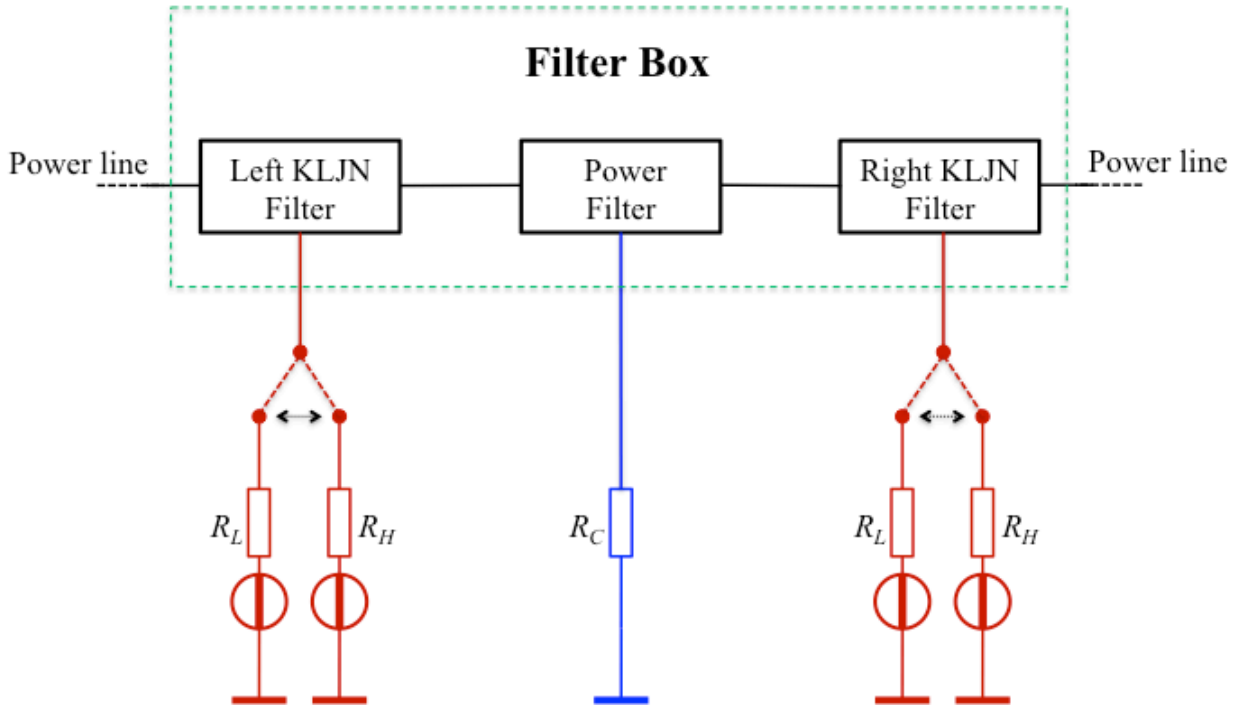 Filter Box
Power line
Left KLJN
Filter
Power
Filter
Right KLJN
Filter
Power line
R_L
R_H
R_C
R_L
R_H